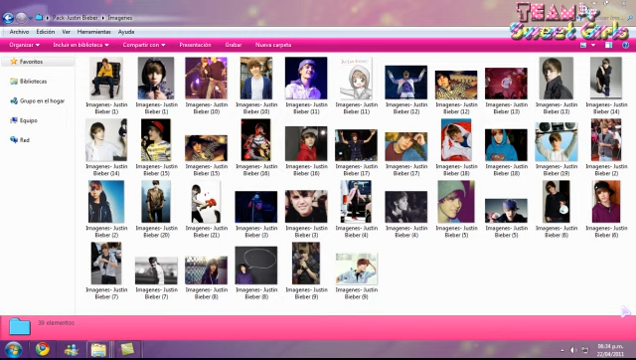 TEAM
Sweet Girls
Pack-Justin Bieber ▸ Imagenes
Archivo Edición Ver Herramientas Ayuda
Organizar Incluir en biblioteca Compartir con Presentación Grabar Nueva carpeta
Favoritos
Bibliotecas
Grupo en el hogar
Equipo
Red
Imagenes- Justin Bieber (1)
Imagenes- Justin Bieber (1)
Imagenes- Justin Bieber (10)
Imagenes- Justin Bieber (10)
Imagenes- Justin Bieber (11)
Imagenes- Justin Bieber (11)
Imagenes- Justin Bieber (12)
Imagenes- Justin Bieber (12)
Imagenes- Justin Bieber (13)
Imagenes- Justin Bieber (13)
Imagenes- Justin Bieber (14)
Imagenes- Justin Bieber (14)
Imagenes- Justin Bieber (15)
Imagenes- Justin Bieber (15)
Imagenes- Justin Bieber (16)
Imagenes- Justin Bieber (16)
Imagenes- Justin Bieber (17)
Imagenes- Justin Bieber (17)
Imagenes- Justin Bieber (18)
Imagenes- Justin Bieber (18)
Imagenes- Justin Bieber (19)
Imagenes- Justin Bieber (2)
Imagenes- Justin Bieber (2)
Imagenes- Justin Bieber (20)
Imagenes- Justin Bieber (21)
Imagenes- Justin Bieber (3)
Imagenes- Justin Bieber (3)
Imagenes- Justin Bieber (4)
Imagenes- Justin Bieber (4)
Imagenes- Justin Bieber (5)
Imagenes- Justin Bieber (5)
Imagenes- Justin Bieber (6)
Imagenes- Justin Bieber (6)
Imagenes- Justin Bieber (7)
Imagenes- Justin Bieber (7)
Imagenes- Justin Bieber (8)
Imagenes- Justin Bieber (8)
Imagenes- Justin Bieber (9)
Imagenes- Justin Bieber (9)
39 elementos
06:34 p.m.
22/04/2011